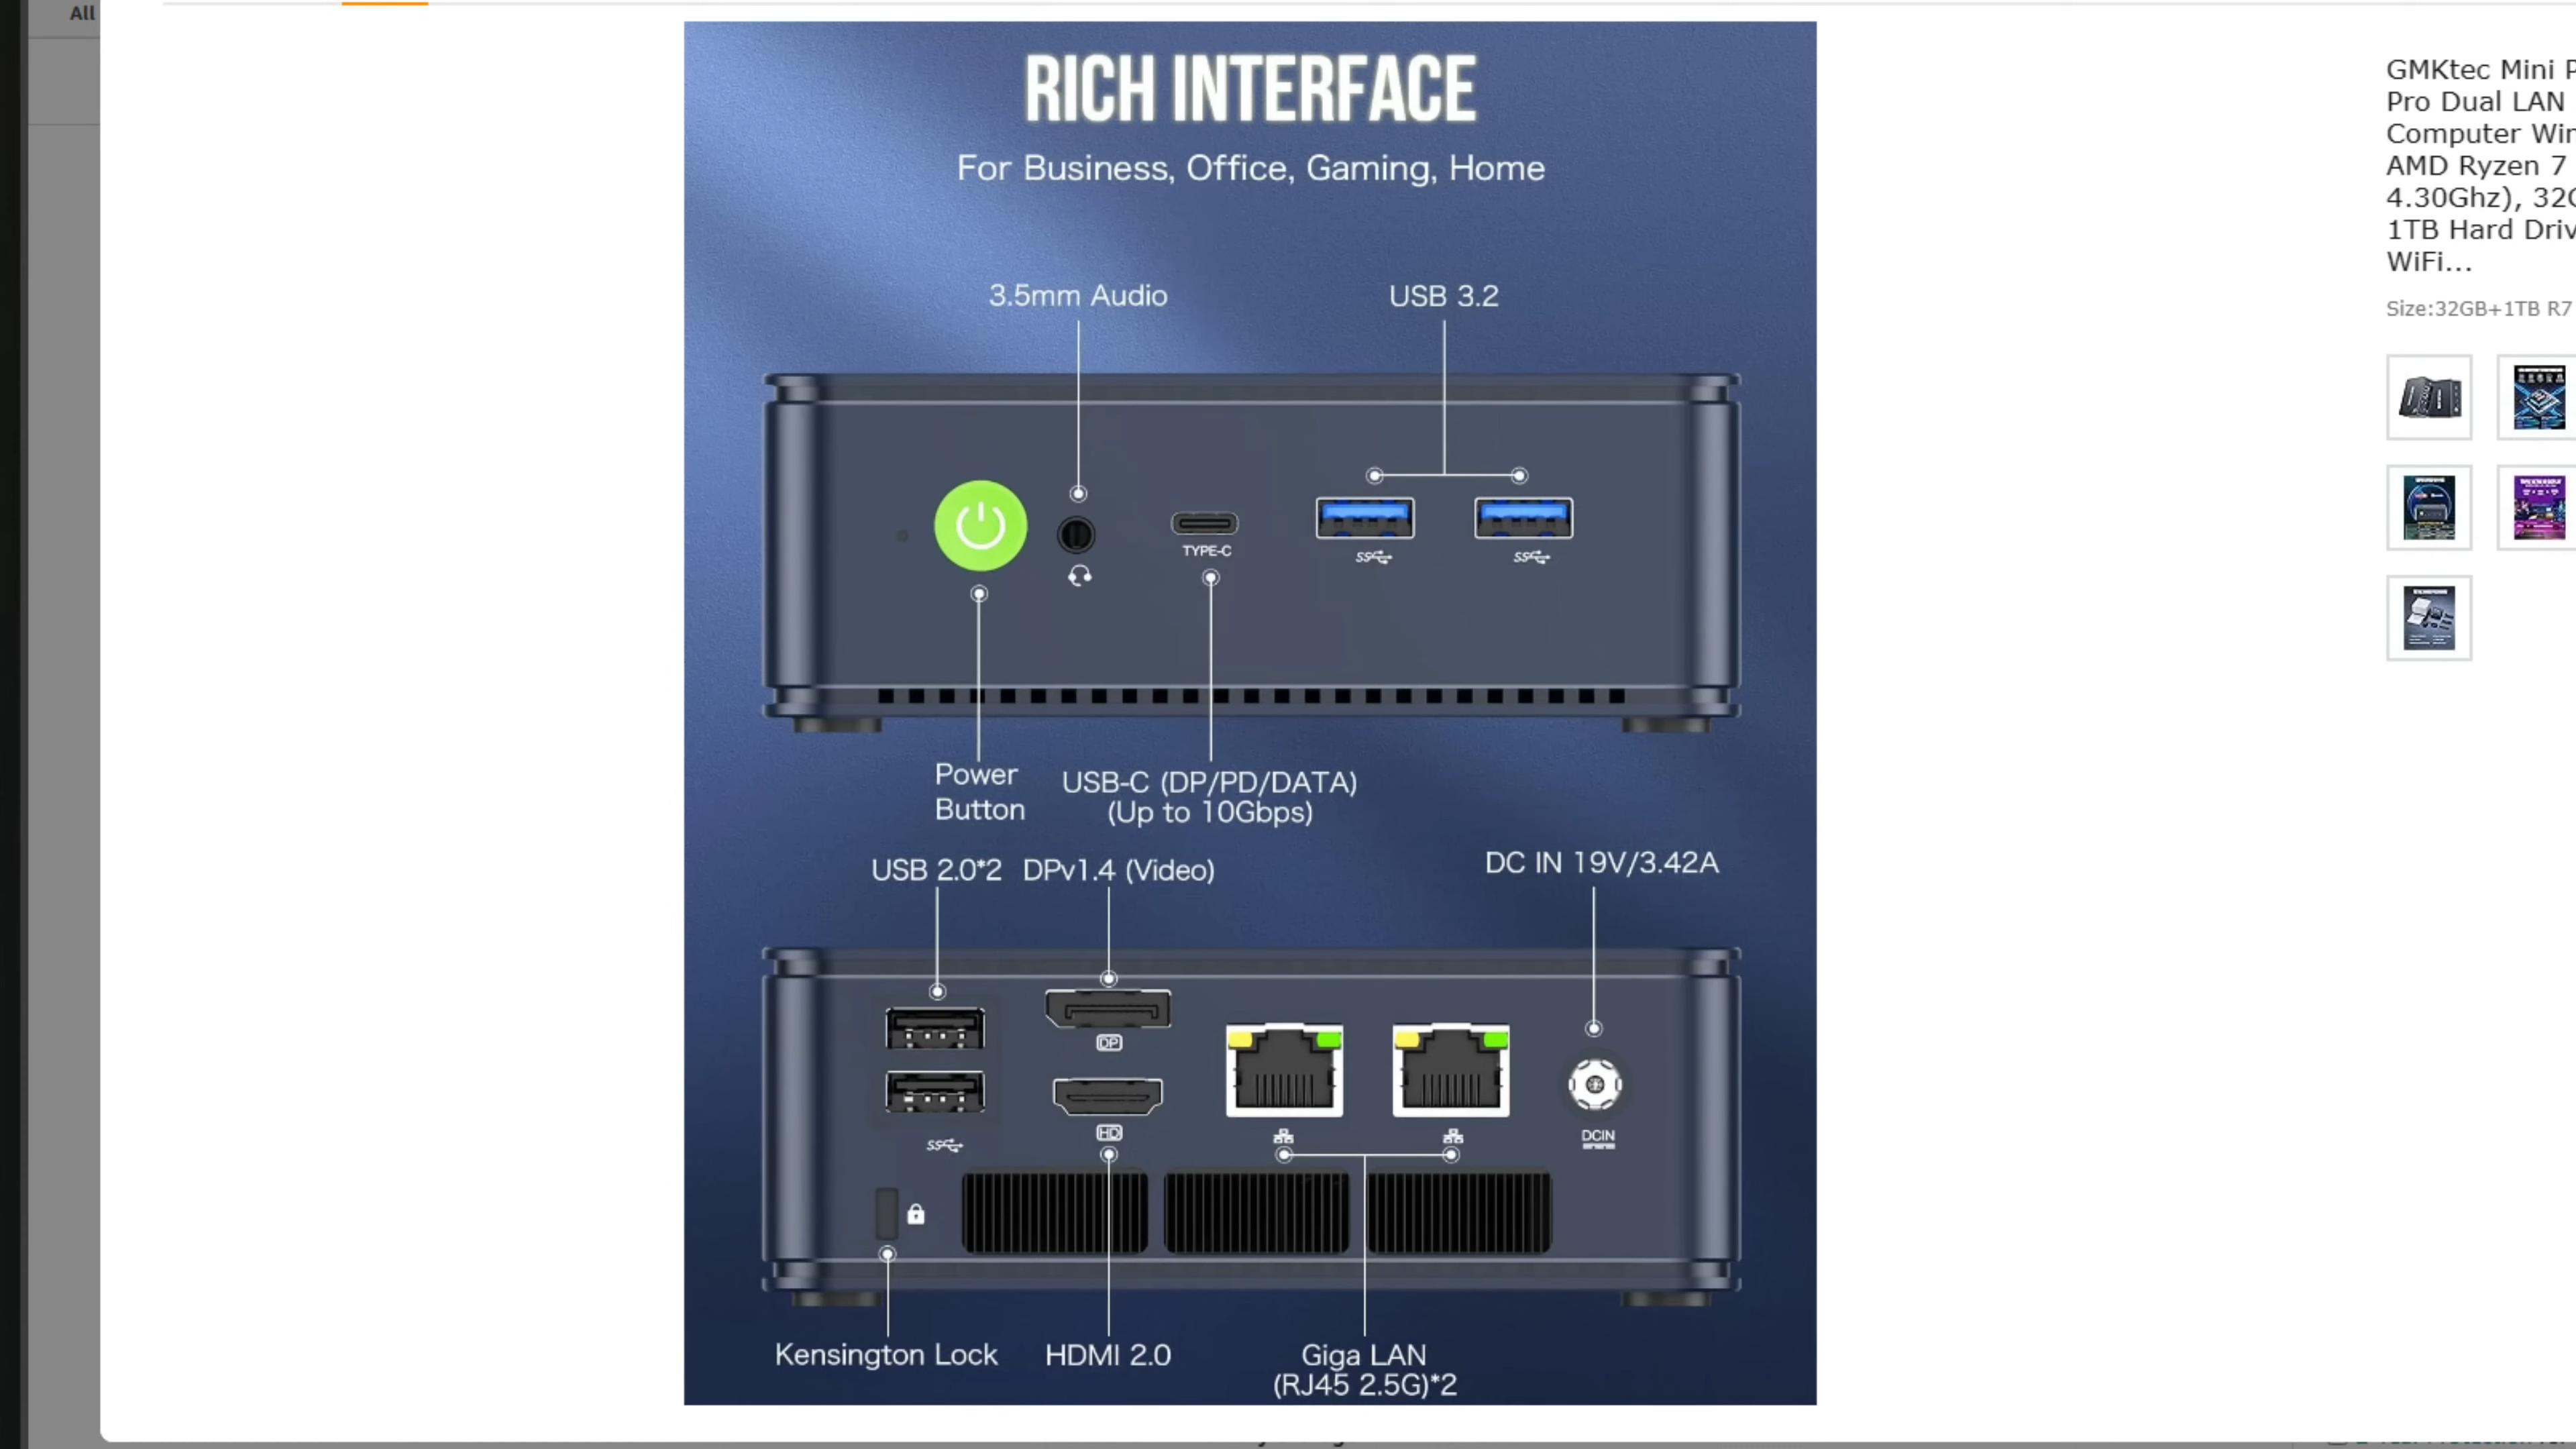 All
RICH INTERFACE
For Business, Office, Gaming, Home
3.5mm Audio
USB 3.2
TYPE-C
Power
Button
USB-C (DP/PD/DATA)
(Up to 10Gbps)
USB 2.0*2
DPv1.4 (Video)
DC IN 19V/3.42A
DP
HD
DCIN
Kensington Lock
HDMI 2.0
Giga LAN
(RJ45 2.5G)*2
GMKtec Mini P
Pro Dual LAN
Computer Win
AMD Ryzen 7
4.30Ghz), 32G
1TB Hard Driv
WiFi...
Size:32GB+1TB R7